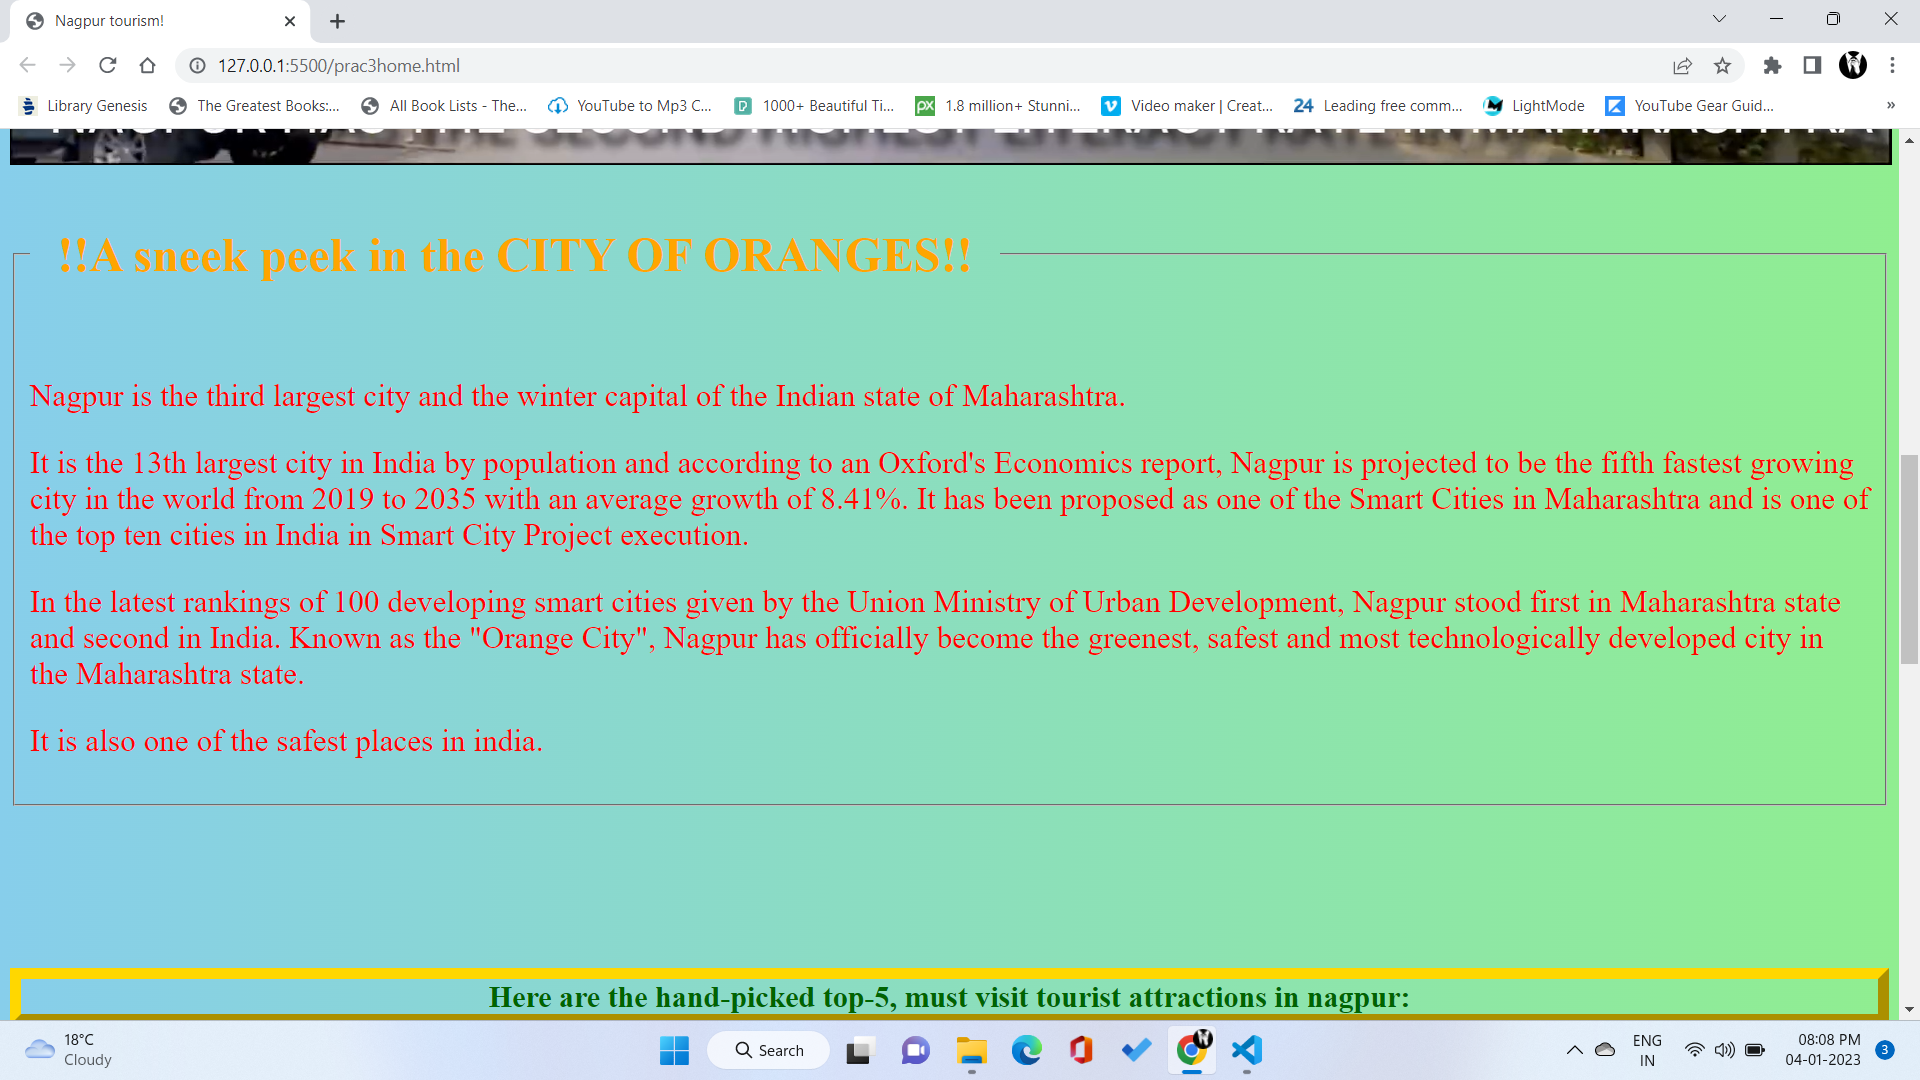 Nagpur tourism!
127.0.0.1:5500/prac3home.html
Library Genesis
The Greatest Books:...
All Book Lists - The...
YouTube to Mp3 C...
1000+ Beautiful Ti...
1.8 million+ Stunni...
Video maker | Creat...
24
Leading free comm...
LightMode
YouTube Gear Guid...
»
NAGPUR HAS THE SECOND HIGHEST LITERACY RATE IN MAHARASHTRA
!!A sneek peek in the CITY OF ORANGES!!
Nagpur is the third largest city and the winter capital of the Indian state of Maharashtra.
It is the 13th largest city in India by population and according to an Oxford's Economics report, Nagpur is projected to be the fifth fastest growing
city in the world from 2019 to 2035 with an average growth of 8.41%. It has been proposed as one of the Smart Cities in Maharashtra and is one of
the top ten cities in India in Smart City Project execution.
In the latest rankings of 100 developing smart cities given by the Union Ministry of Urban Development, Nagpur stood first in Maharashtra state
and second in India. Known as the "Orange City", Nagpur has officially become the greenest, safest and most technologically developed city in
the Maharashtra state.
It is also one of the safest places in india.
Here are the hand-picked top-5, must visit tourist attractions in nagpur:
18°C
Cloudy
Search
ENG
IN
08:08 PM
04-01-2023
3